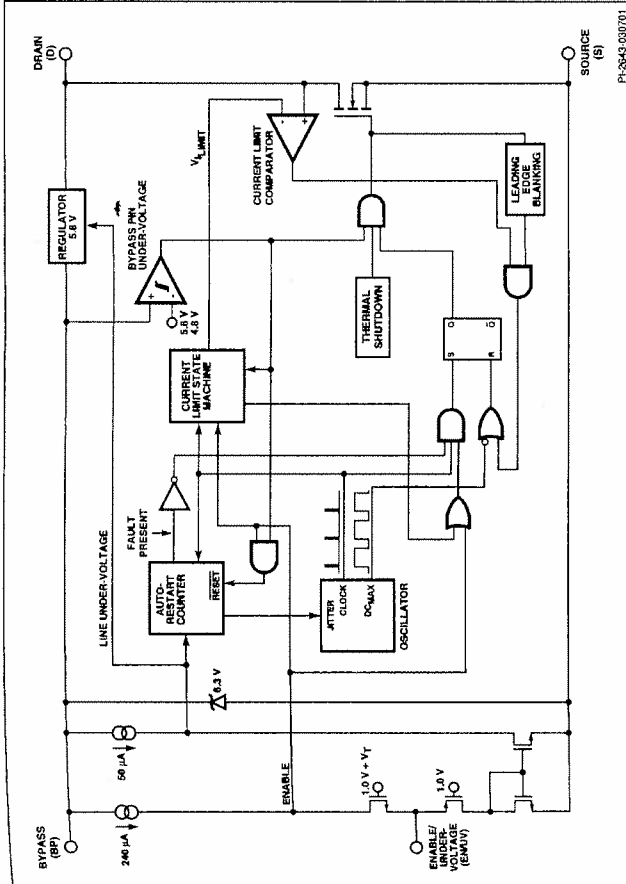 BYPASS
(BP)
DRAIN
(D)
REGULATOR
5.8 V
LINE UNDER-VOLTAGE
240 µA
50 µA
BYPASS PIN
UNDER-VOLTAGE
+
-
5.8 V
4.8 V
FAULT
PRESENT
AUTO-
RESTART
COUNTER
RESET
CURRENT
LIMIT STATE
MACHINE
VI LIMIT
CURRENT LIMIT
COMPARATOR
-
+
6.3 V
ENABLE
JITTER
CLOCK
DCMAX
OSCILLATOR
THERMAL
SHUTDOWN
1.0 V + VT
1.0 V
S
Q
R
Q
LEADING
EDGE
BLANKING
ENABLE/
UNDER-
VOLTAGE
(EN/UV)
SOURCE
(S)
PI-2643-030701